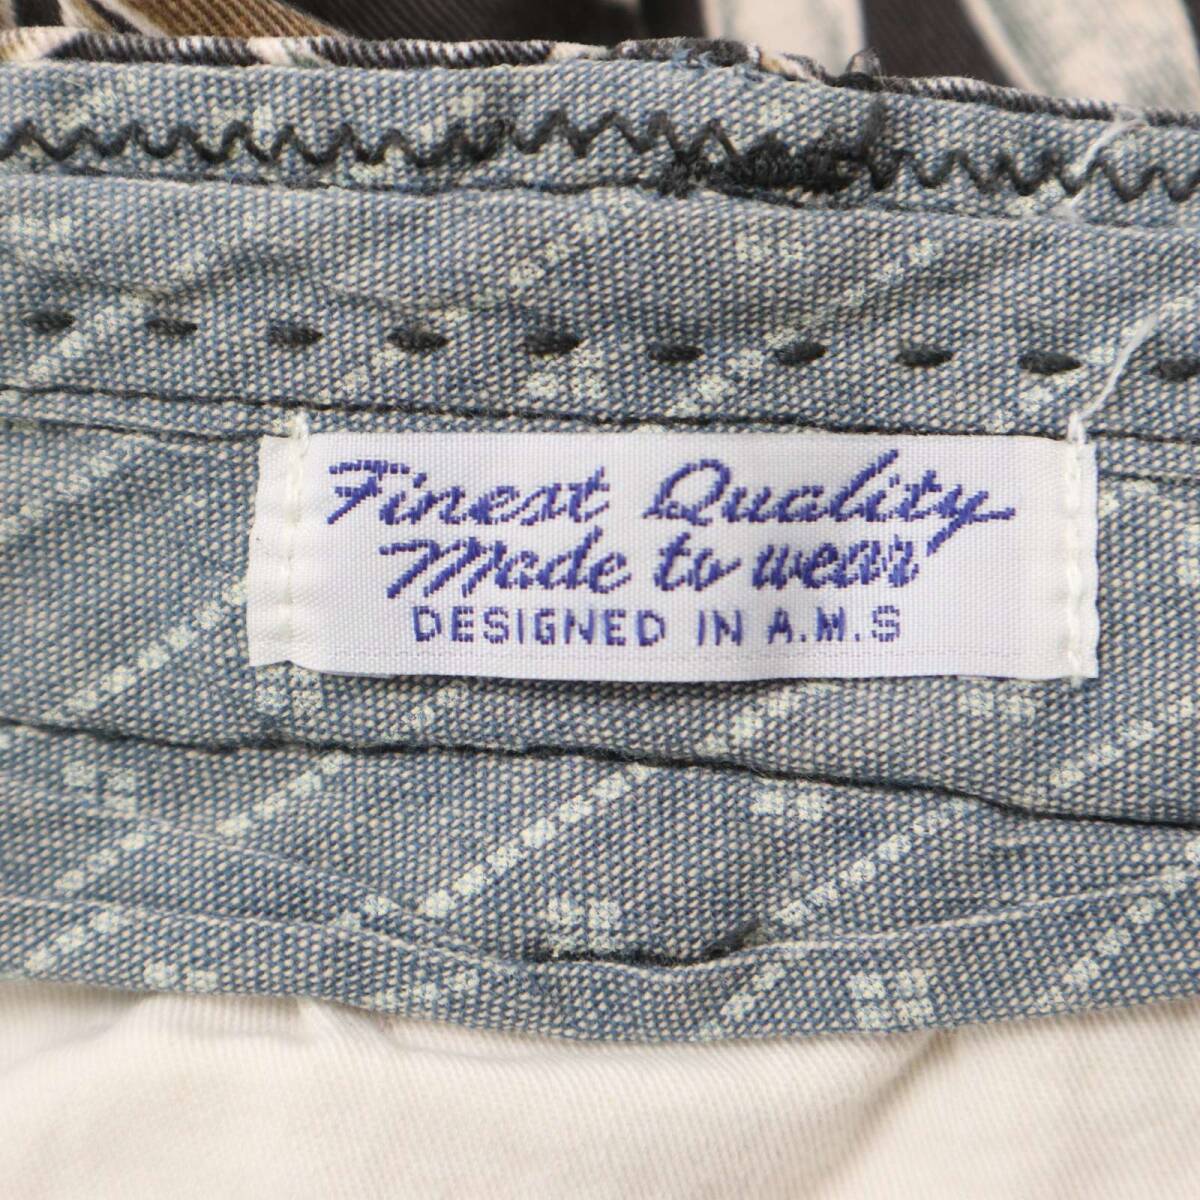 Finest Quality
Made to wear
DESIGNED IN A.M.S